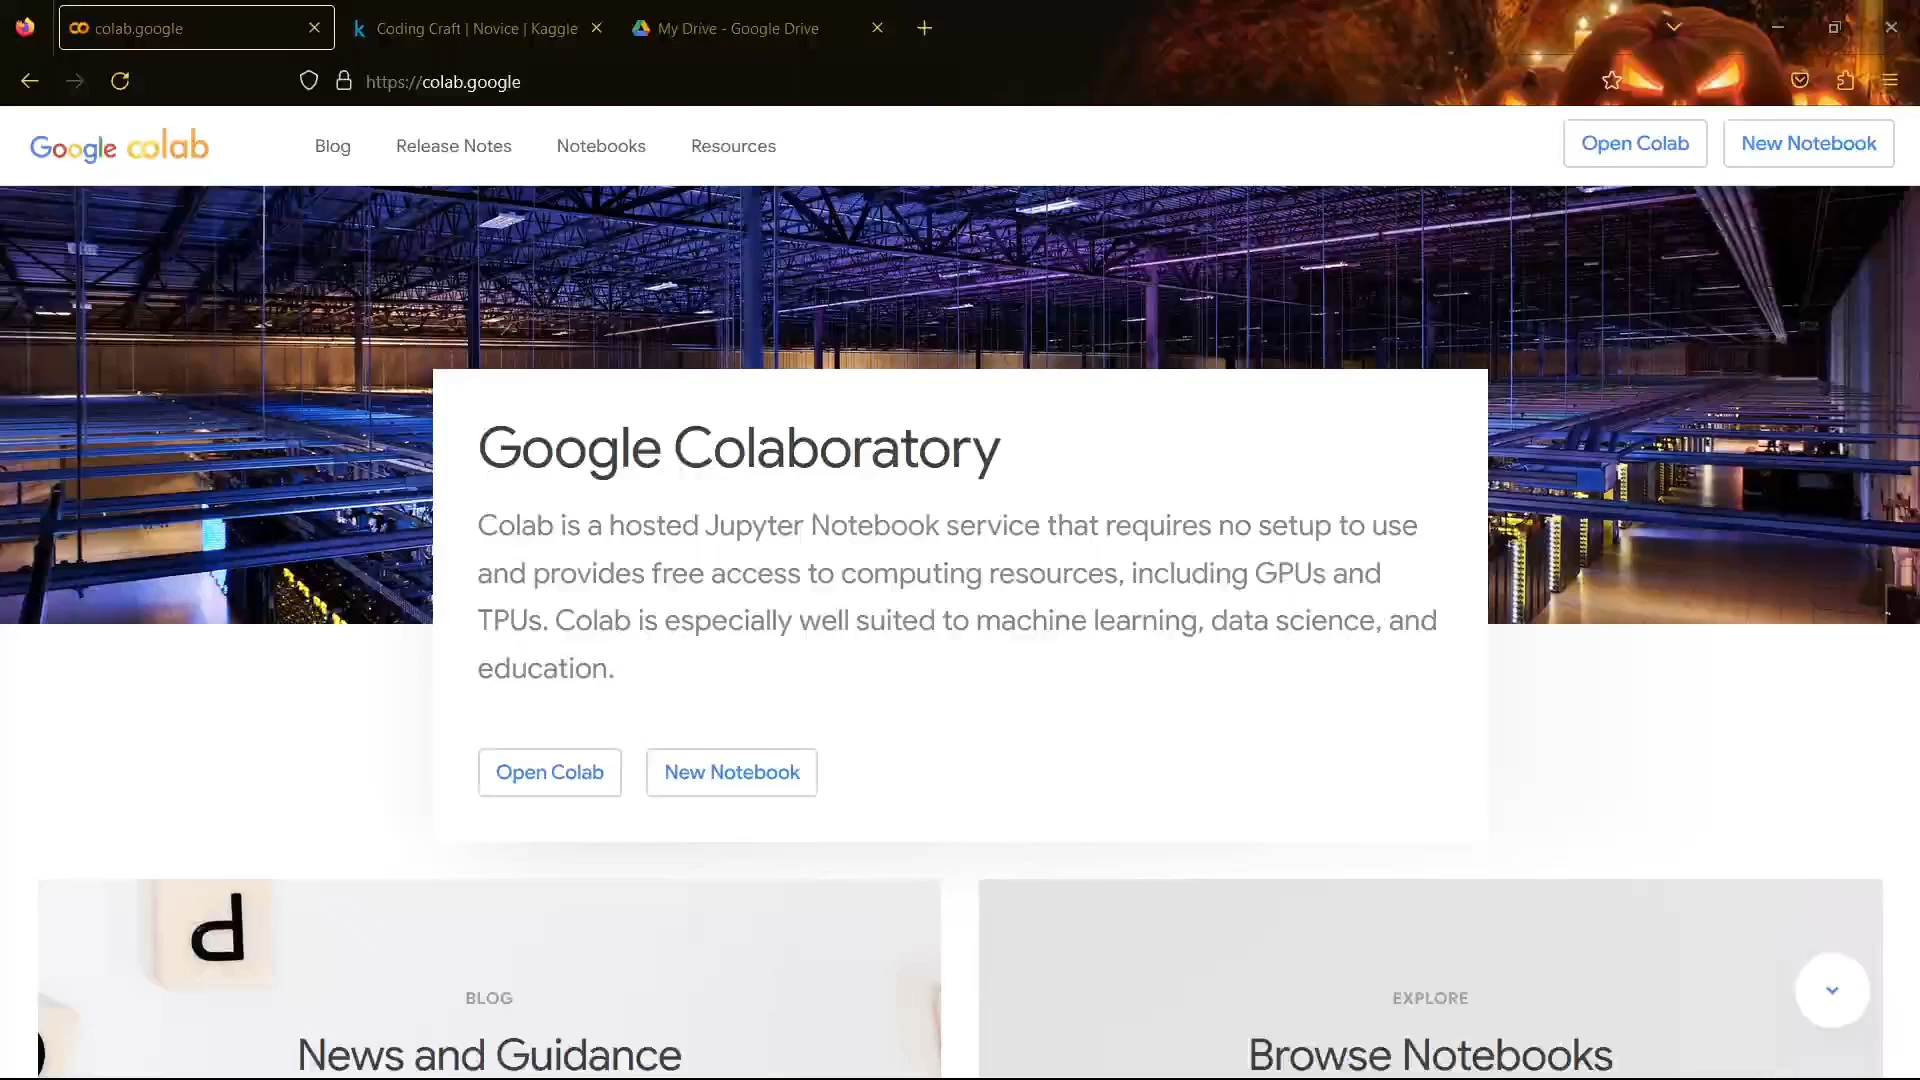 colab.google
Coding Craft | Novice | Kaggle
My Drive - Google Drive
https://colab.google
Google colab
Blog
Release Notes
Notebooks
Resources
Open Colab
New Notebook
Google Colaboratory
Colab is a hosted Jupyter Notebook service that requires no setup to use
and provides free access to computing resources, including GPUs and
TPUs. Colab is especially well suited to machine learning, data science, and
education.
Open Colab
New Notebook
d
BLOG
News and Guidance
EXPLORE
Browse Notebooks